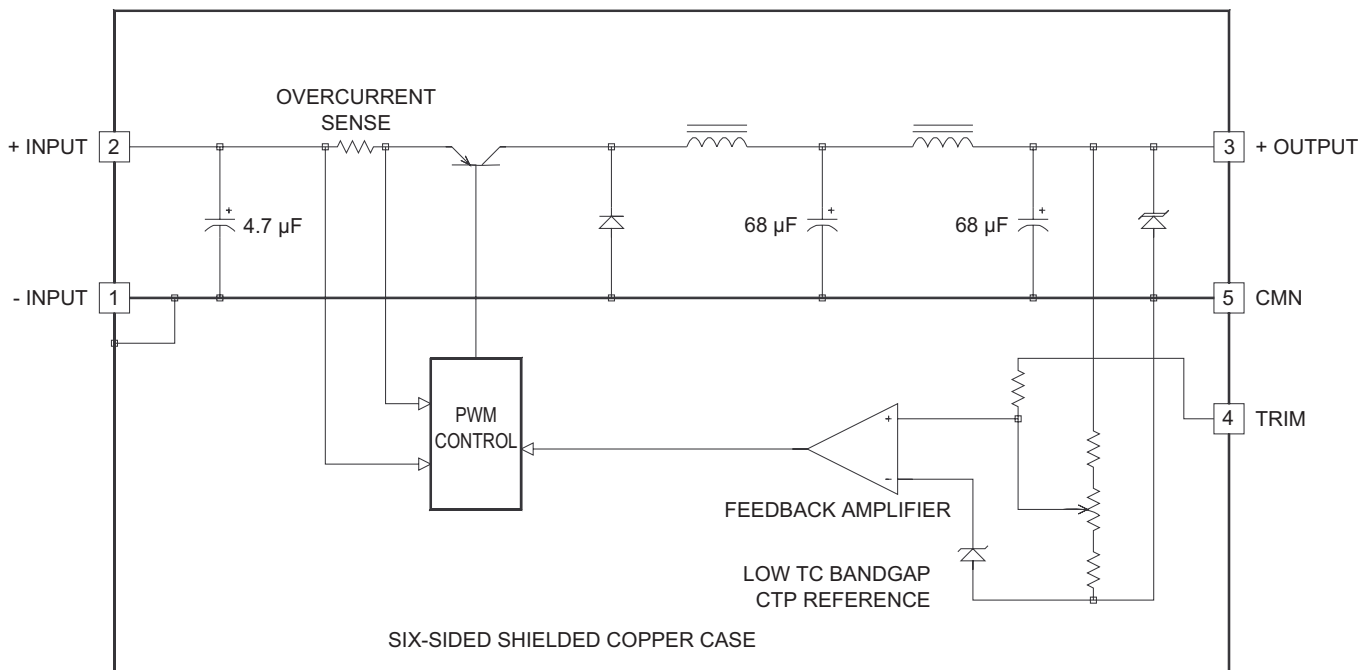 OVERCURRENT
SENSE
+ INPUT
2
3
+ OUTPUT
+
4.7 µF
68 µF
+
68 µF
+
- INPUT
1
5
CMN
PWM
CONTROL
+
-
4
TRIM
FEEDBACK AMPLIFIER
LOW TC BANDGAP
CTP REFERENCE
SIX-SIDED SHIELDED COPPER CASE